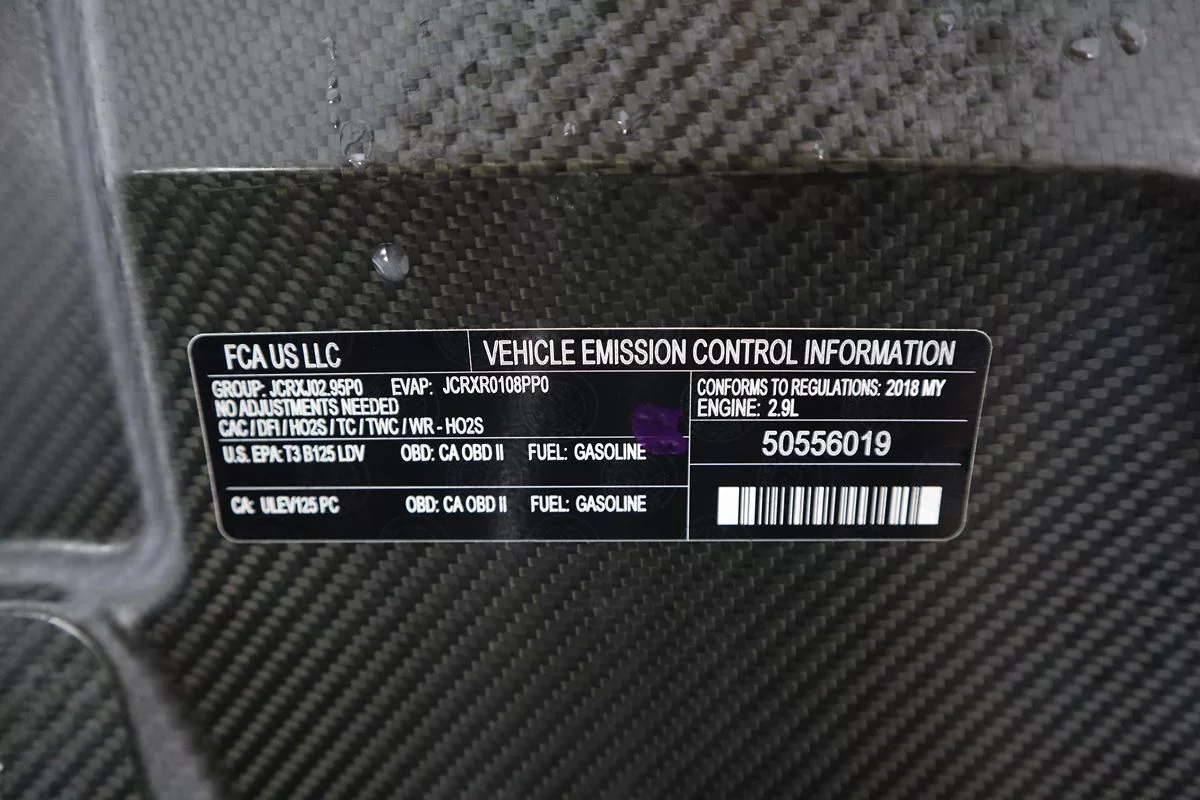 FCA US LLC
VEHICLE EMISSION CONTROL INFORMATION
GROUP: JCRXJ02.95P0 EVAP: JCRXR0108PP0
NO ADJUSTMENTS NEEDED
CAC / DFI / HO2S / TC / TWC / WR - HO2S
U.S. EPA: T3 B125 LDV OBD: CA OBD II FUEL: GASOLINE
CA: ULEV125 PC OBD: CA OBD II FUEL: GASOLINE
CONFORMS TO REGULATIONS: 2018 MY
ENGINE: 2.9L
50556019